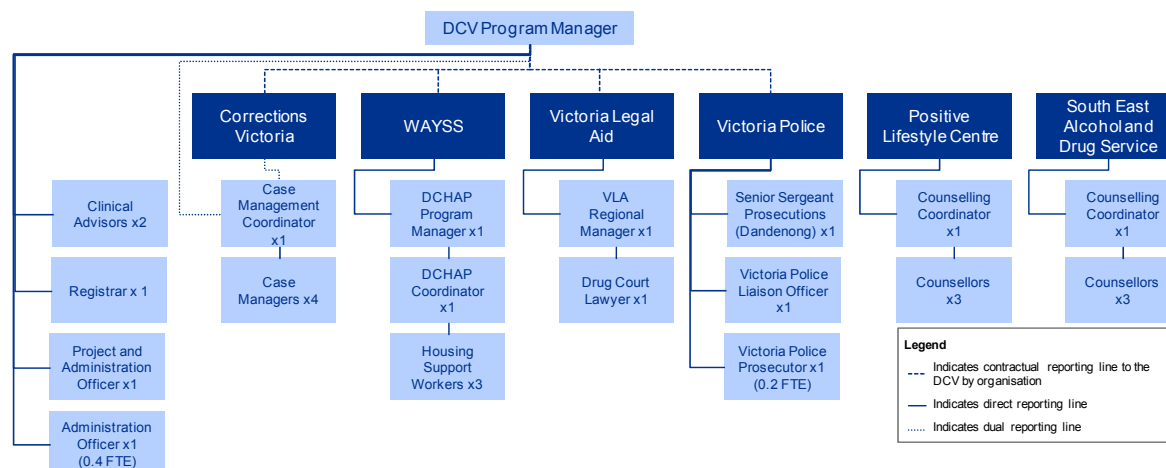 DCV Program Manager
Corrections
Victoria
WAYSS
Victoria Legal
Aid
Victoria Police
Positive
Lifestyle Centre
South East
Alcohol and
Drug Service
Clinical
Advisors x2
Registrar x 1
Project and
Administration
Officer x1
Administration
Officer x1
(0.4 FTE)
Case
Management
Coordinator
x1
Case
Managers x4
DCHAP
Program
Manager x1
DCHAP
Coordinator
x1
Housing
Support
Workers x3
VLA
Regional
Manager x1
Drug Court
Lawyer x1
Senior Sergeant
Prosecutions
(Dandenong) x1
Victoria Police
Liaison Officer
x1
Victoria Police
Prosecutor x1
(0.2 FTE)
Counselling
Coordinator
x1
Counsellors
x3
Counselling
Coordinator
x1
Counsellors
x3
Legend
Indicates contractual reporting line to the
DCV by organisation
Indicates direct reporting line
Indicates dual reporting line